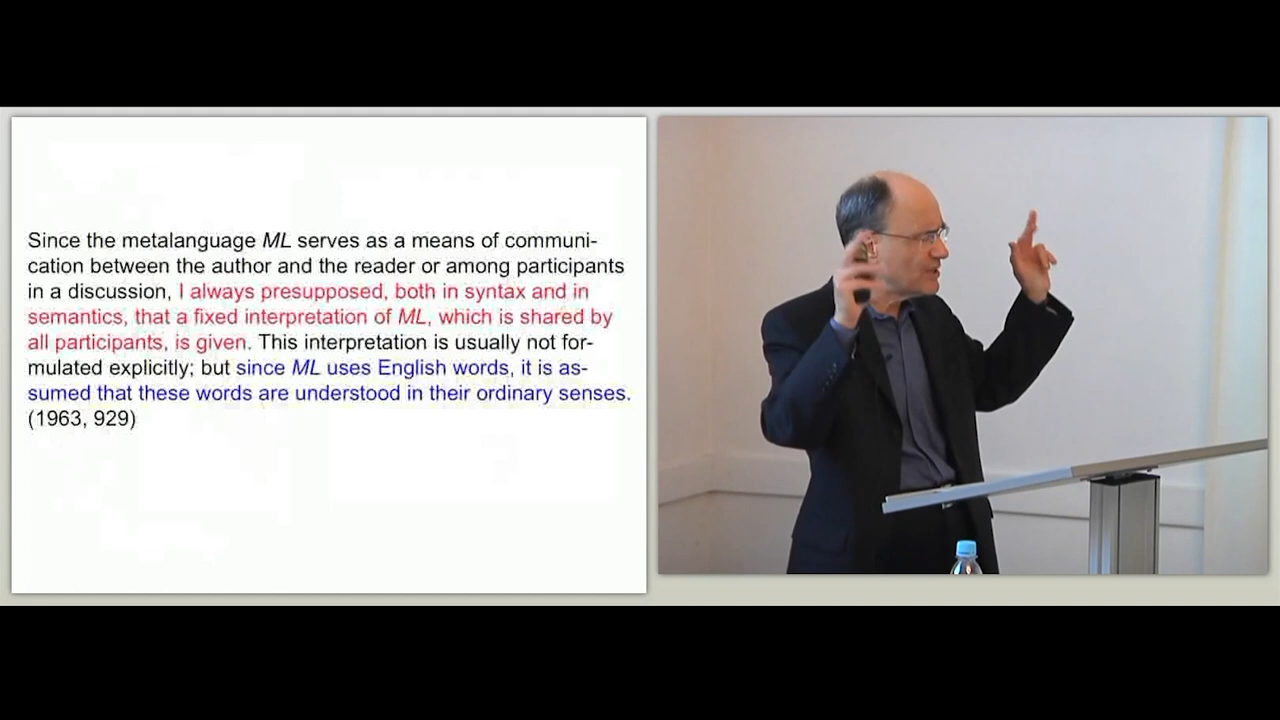 Since the metalanguage ML serves as a means of communi-
cation between the author and the reader or among participants
in a discussion, I always presupposed, both in syntax and in
semantics, that a fixed interpretation of ML, which is shared by
all participants, is given. This interpretation is usually not for-
mulated explicitly; but since ML uses English words, it is as-
sumed that these words are understood in their ordinary senses.
(1963, 929)